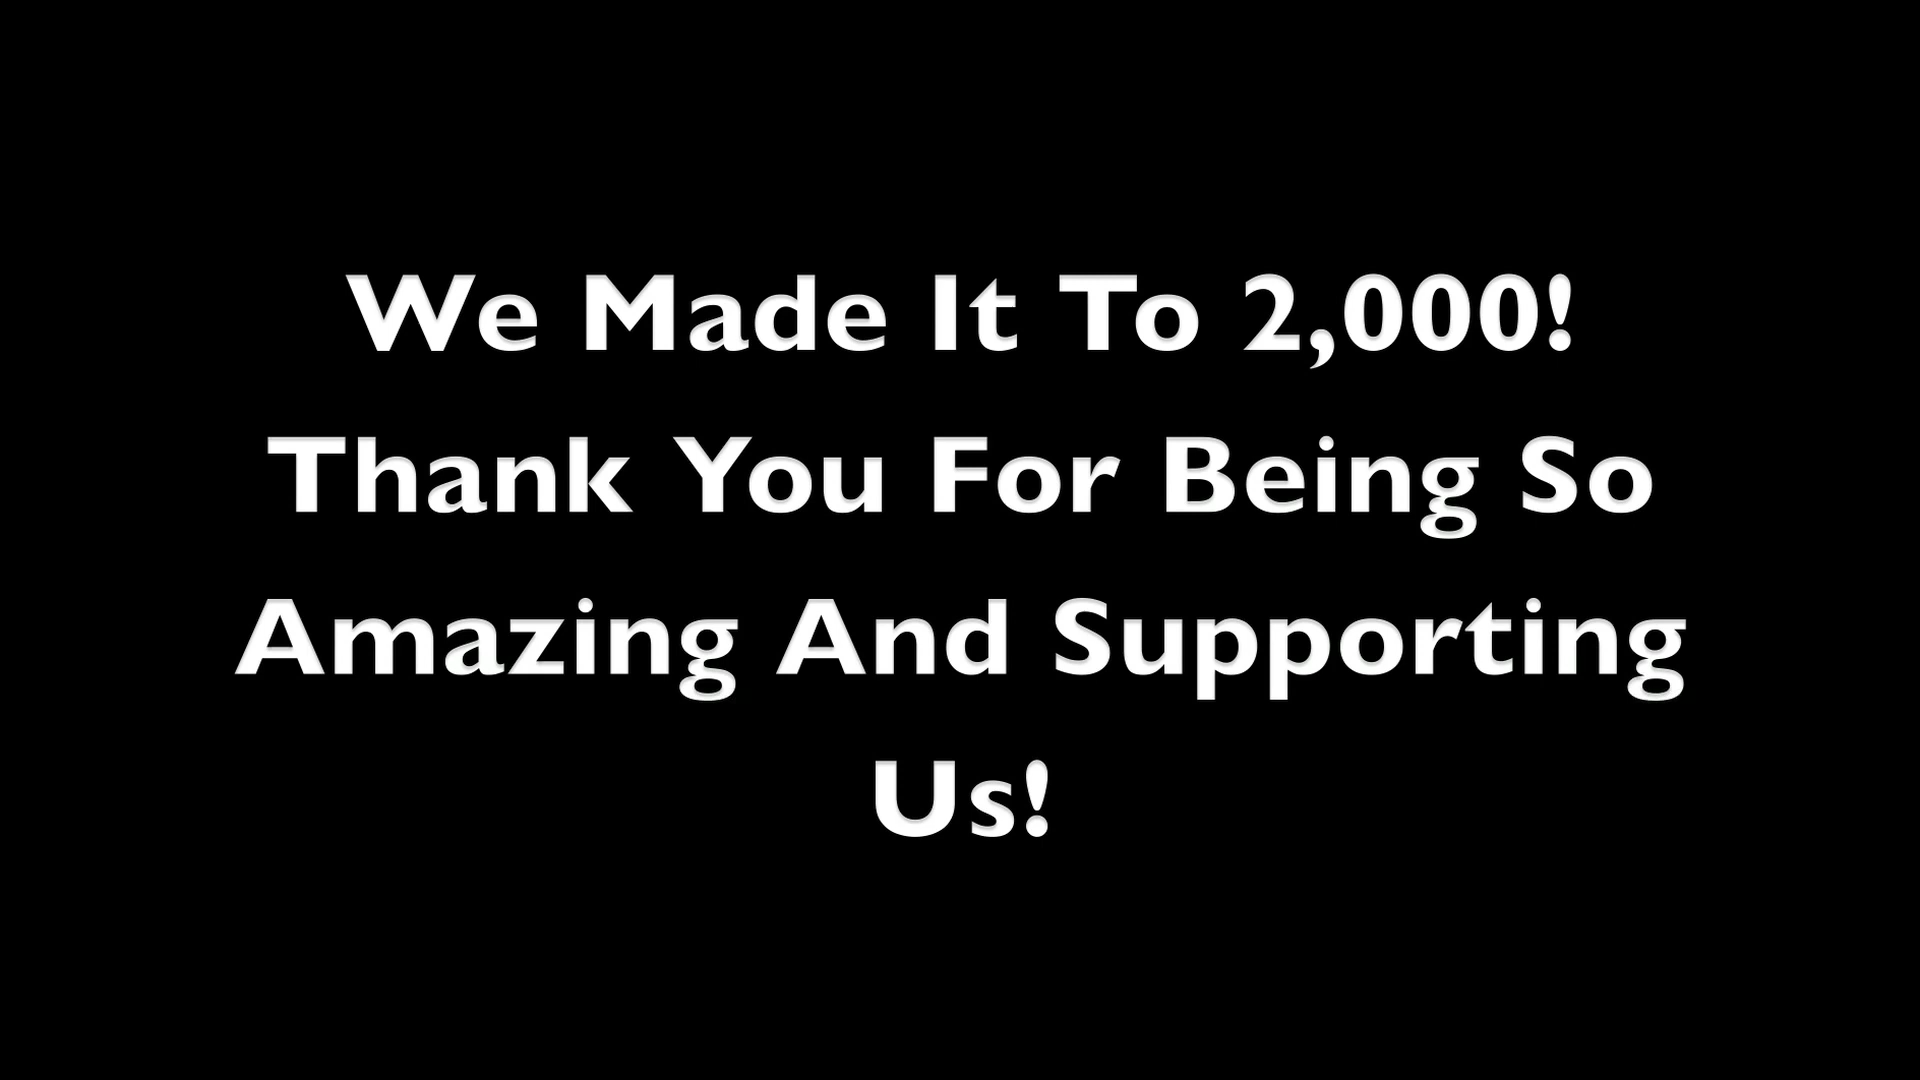 We Made It To 2,000!
Thank You For Being So
Amazing And Supporting
Us!